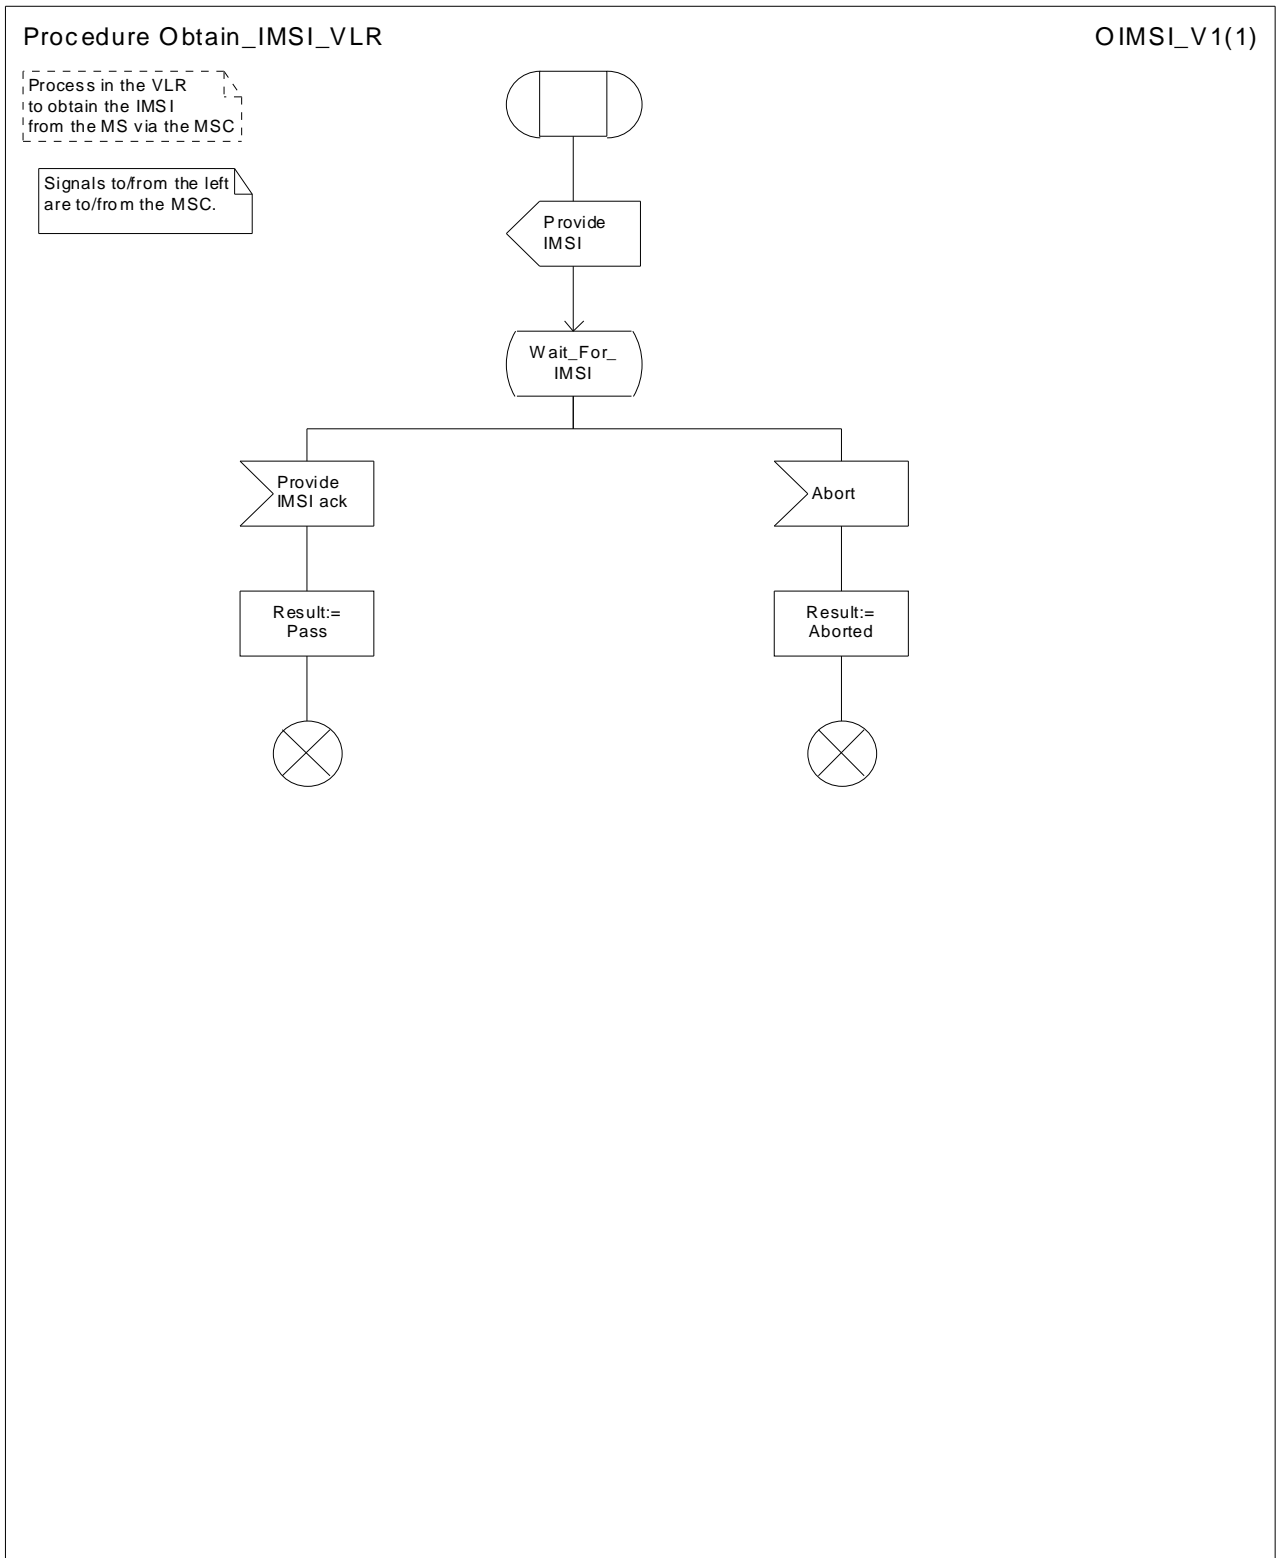 Procedure Obtain_IMSI_VLR
OIMSI_V1(1)
Process in the VLR
to obtain the IMSI
from the MS via the MSC
Signals to/from the left
are to/from the MSC.
Provide
IMSI
Wait_For_
IMSI
Provide
IMSI ack
Abort
Result:=
Pass
Result:=
Aborted